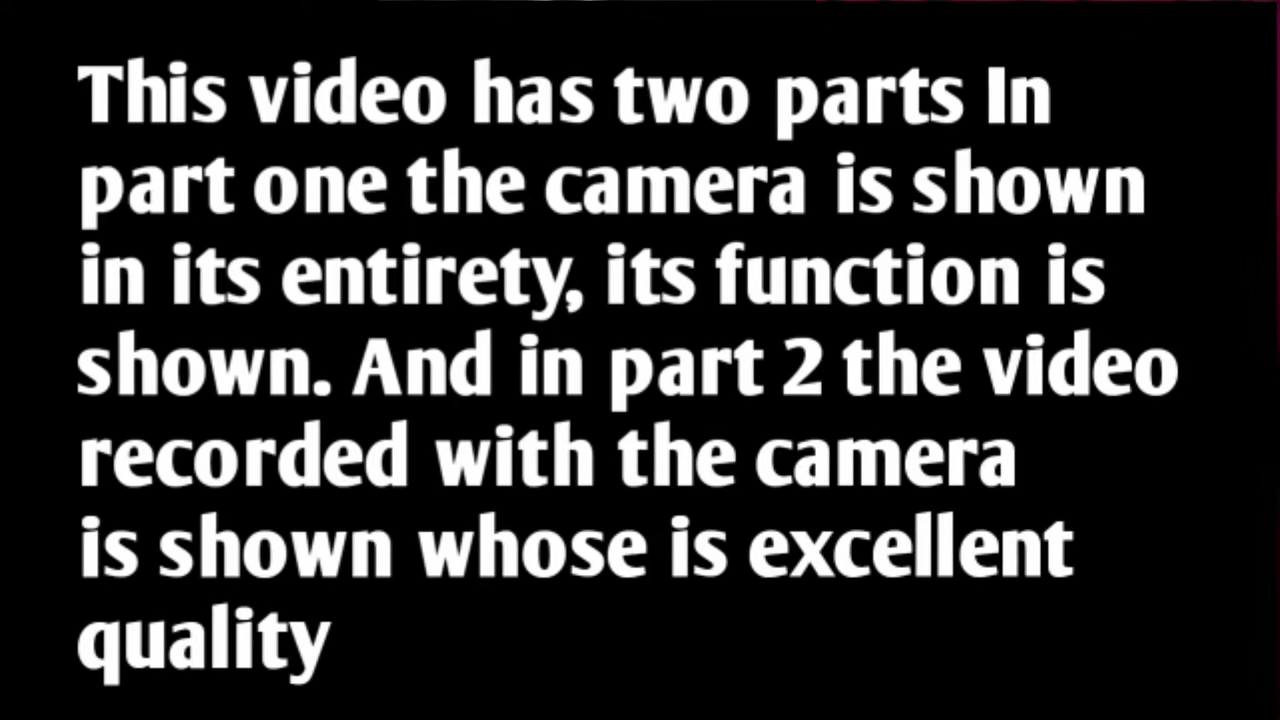 This video has two parts In
part one the camera is shown
in its entirety, its function is
shown. And in part 2 the video
recorded with the camera
is shown whose is excellent
quality